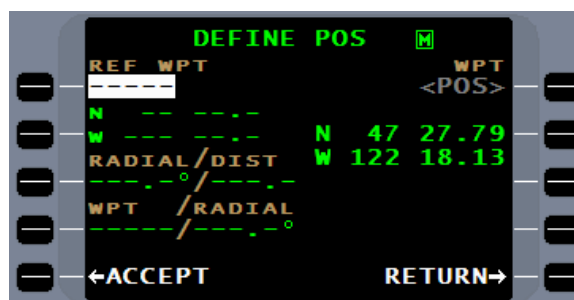 DEFINE POS M
REF WPT WPT
----- <POS>
N -- --.-
W --- --.- N 47 27.79
RADIAL/DIST W 122 18.13
---.-°/---.-
WPT /RADIAL
-----/---.-°
←ACCEPT RETURN→